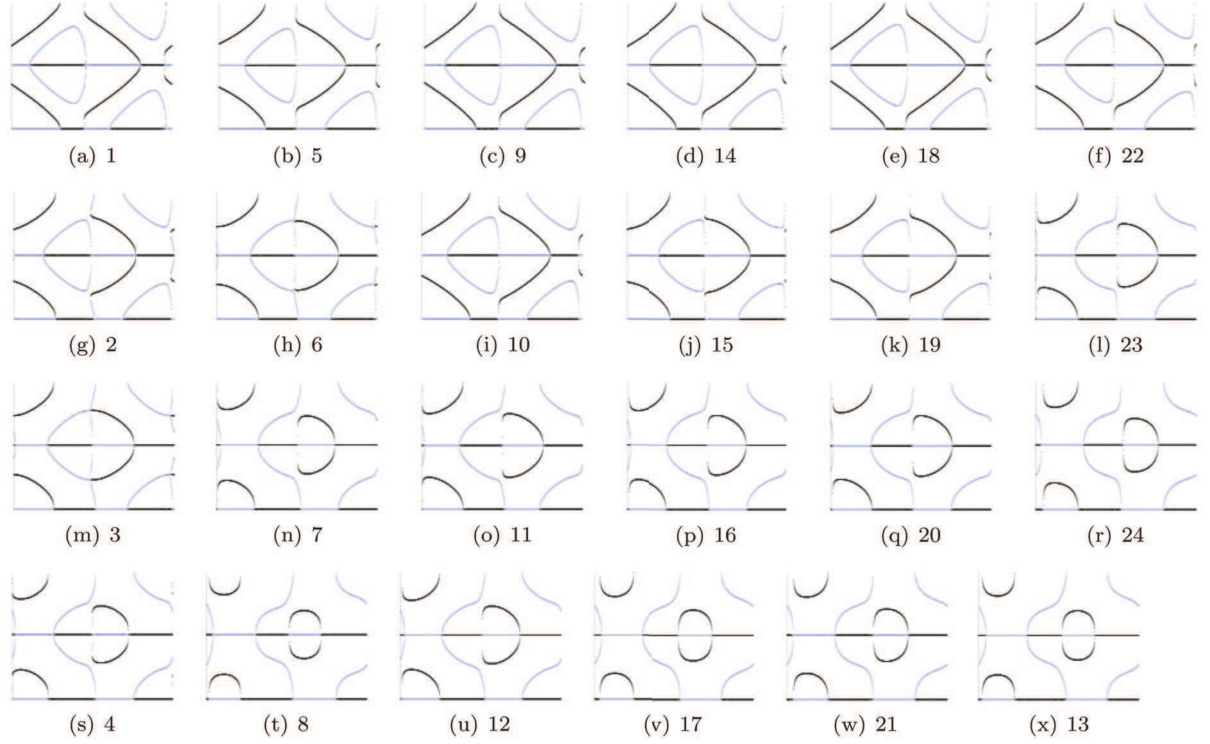 (a) 1 (b) 5 (c) 9 (d) 14 (e) 18 (f) 22
(g) 2 (h) 6 (i) 10 (j) 15 (k) 19 (l) 23
(m) 3 (n) 7 (o) 11 (p) 16 (q) 20 (r) 24
(s) 4 (t) 8 (u) 12 (v) 17 (w) 21 (x) 13